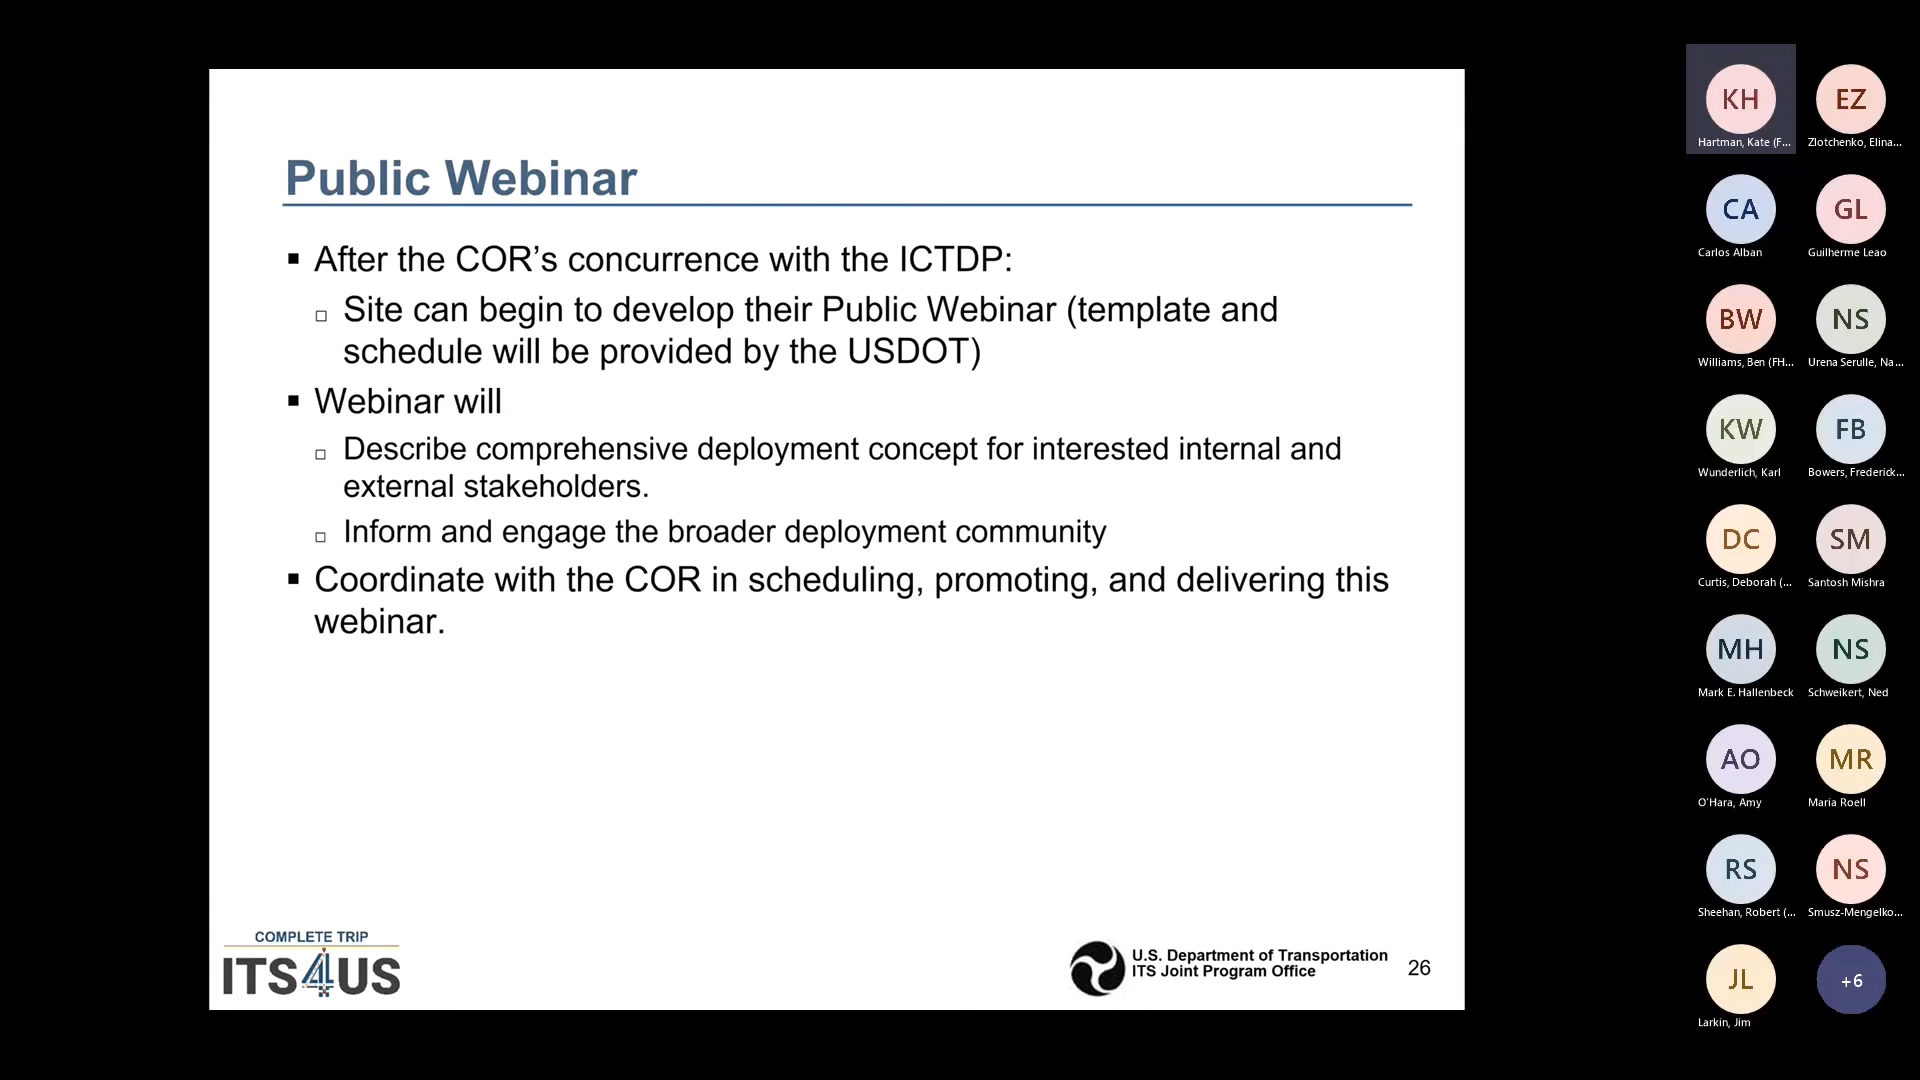 Public Webinar
▪ After the COR’s concurrence with the ICTDP:
□ Site can begin to develop their Public Webinar (template and
schedule will be provided by the USDOT)
▪ Webinar will
□ Describe comprehensive deployment concept for interested internal and
external stakeholders.
□ Inform and engage the broader deployment community
▪ Coordinate with the COR in scheduling, promoting, and delivering this
webinar.
COMPLETE TRIP
ITS4US
U.S. Department of Transportation
ITS Joint Program Office
26
KH
Hartman, Kate (F...
EZ
Zlotchenko, Elina...
CA
Carlos Alban
GL
Guilherme Leao
BW
Williams, Ben (FH...
NS
Urena Serulle, Na...
KW
Wunderlich, Karl
FB
Bowers, Frederick...
DC
Curtis, Deborah (...
SM
Santosh Mishra
MH
Mark E. Hallenbeck
NS
Schweikert, Ned
AO
O'Hara, Amy
MR
Maria Roell
RS
Sheehan, Robert (...
NS
Smusz-Mengelko...
JL
Larkin, Jim
+6